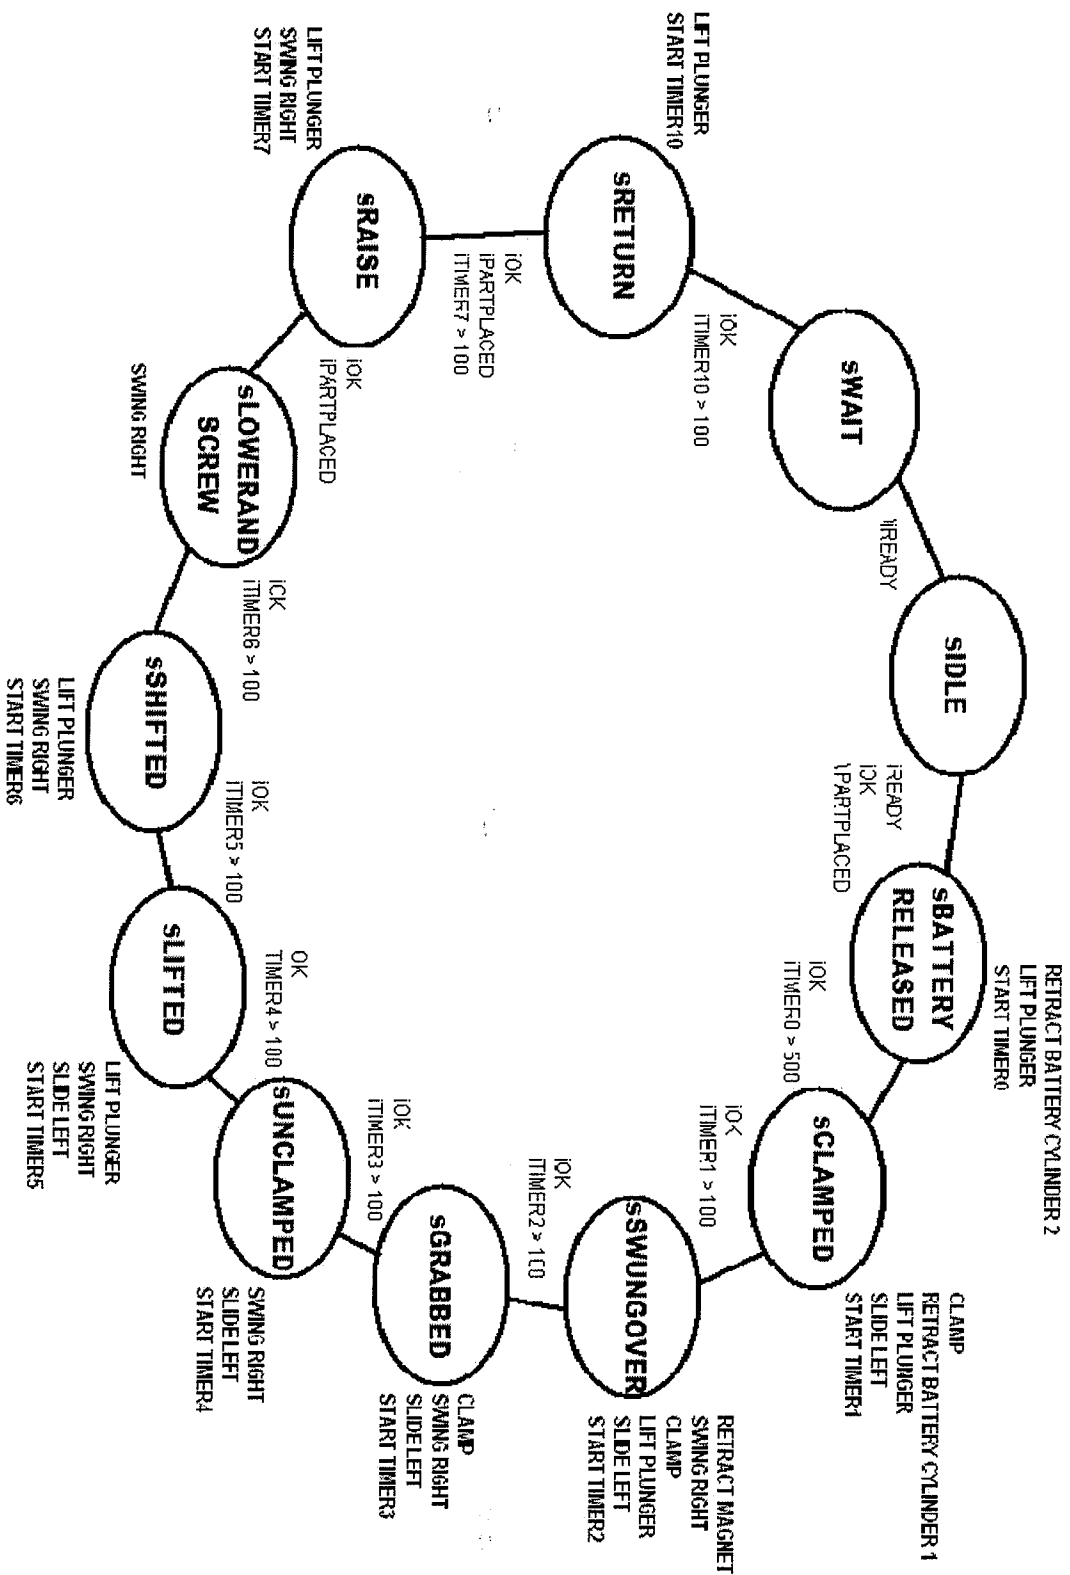 sWAIT
\iREADY
sIDLE
iREADY
iOK
\PARTPLACED
sBATTERY
RELEASED
RETRACT BATTERY CYLINDER 2
LIFT PLUNGER
START TIMER0
iOK
iTIMER0 > 500
sCLAMPED
CLAMP
RETRACT BATTERY CYLINDER 1
LIFT PLUNGER
SLIDE LEFT
START TIMER1
iOK
iTIMER1 > 100
sSWUNGOVER
RETRACT MAGNET
SWING RIGHT
CLAMP
LIFT PLUNGER
SLIDE LEFT
START TIMER2
iOK
iTIMER2 > 100
sGRABBED
CLAMP
SWING RIGHT
SLIDE LEFT
START TIMER3
iOK
iTIMER3 > 100
sUNCLAMPED
SWING RIGHT
SLIDE LEFT
START TIMER4
OK
TIMER4 > 100
sLIFTED
LIFT PLUNGER
SWING RIGHT
SLIDE LEFT
START TIMER5
iOK
iTIMER5 > 100
sSHIFTED
LIFT PLUNGER
SWING RIGHT
START TIMER6
iOK
iTIMER6 > 100
sLOWERAND
SCREW
SWING RIGHT
iOK
iPARTPLACED
sRAISE
LIFT PLUNGER
SWING RIGHT
START TIMER7
iOK
iPARTPLACED
iTIMER7 > 100
sRETURN
LIFT PLUNGER
START TIMER10
iOK
iTIMER10 > 100